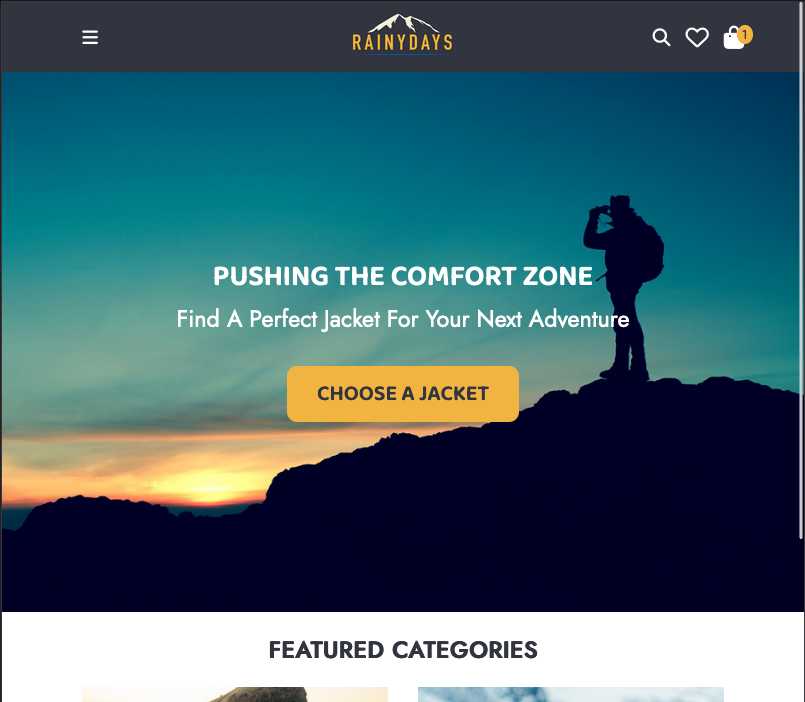 RAINYDAYS
1
PUSHING THE COMFORT ZONE
Find A Perfect Jacket For Your Next Adventure
CHOOSE A JACKET
FEATURED CATEGORIES